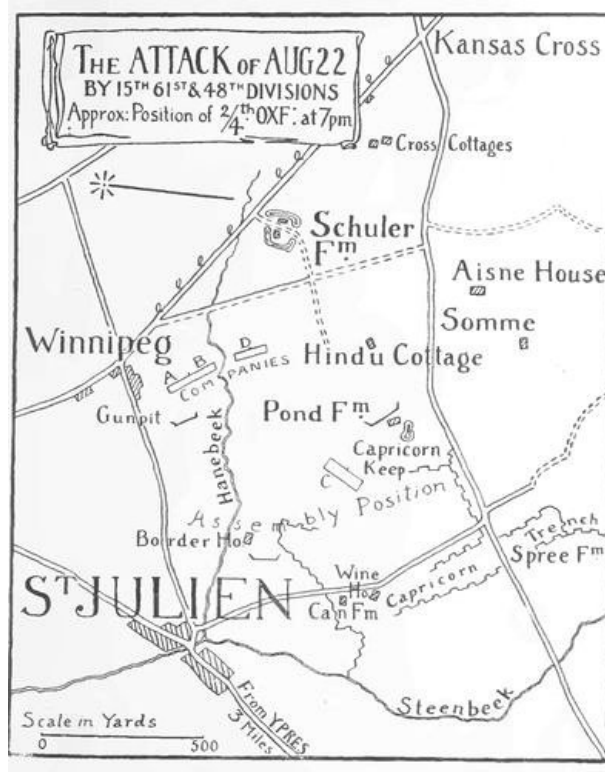 THE ATTACK OF AUG 22
BY 15TH 61ST & 48TH DIVISIONS
Approx: Position of 2/4th OXF: at 7pm
Kansas Cross
Cross Cottages
Schuler
Fm.
Aisne House
Somme
Winnipeg
A. B.
D
COMPANIES
Hindu Cottage
Gunpit
Pond Fm.
Hanebeek
Capricorn
Keep
C
Assembly Position
Border Ho
Trench
Spree Fm
Capricorn
Wine
Ho
Cain Fm
ST JULIEN
Steenbeek
From YPRES
3 Miles
Scale in Yards
0 500